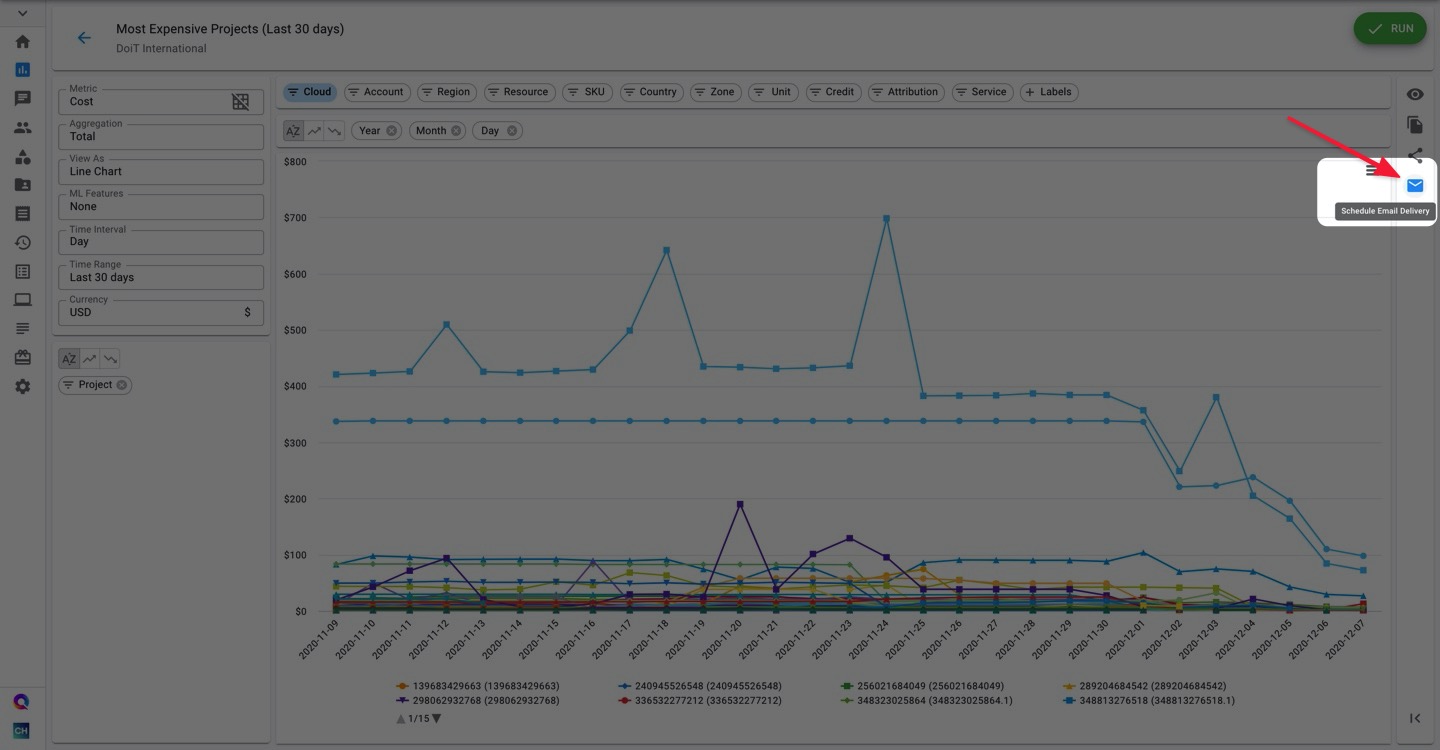 Most Expensive Projects (Last 30 days)
DoiT International
RUN
Metric
Cost
Aggregation
Total
View As
Line Chart
ML Features
None
Time Interval
Day
Time Range
Last 30 days
Currency
USD $
AZ
Project
Cloud Account Region Resource SKU Country Zone Unit Credit Attribution Service + Labels
AZ Year Month Day
Schedule Email Delivery
$800
$700
$600
$500
$400
$300
$200
$100
$0
2020-11-09 2020-11-10 2020-11-11 2020-11-12 2020-11-13 2020-11-14 2020-11-15 2020-11-16 2020-11-17 2020-11-18 2020-11-19 2020-11-20 2020-11-21 2020-11-22 2020-11-23 2020-11-24 2020-11-25 2020-11-26 2020-11-27 2020-11-28 2020-11-29 2020-11-30 2020-12-01 2020-12-02 2020-12-03 2020-12-04 2020-12-05 2020-12-06 2020-12-07
139683429663 (139683429663) 240945526548 (240945526548) 256021684049 (256021684049) 289204684542 (289204684542)
298062932768 (298062932768) 336532277212 (336532277212) 348323025864 (348323025864.1) 348813276518 (348813276518.1)
1/15
CH